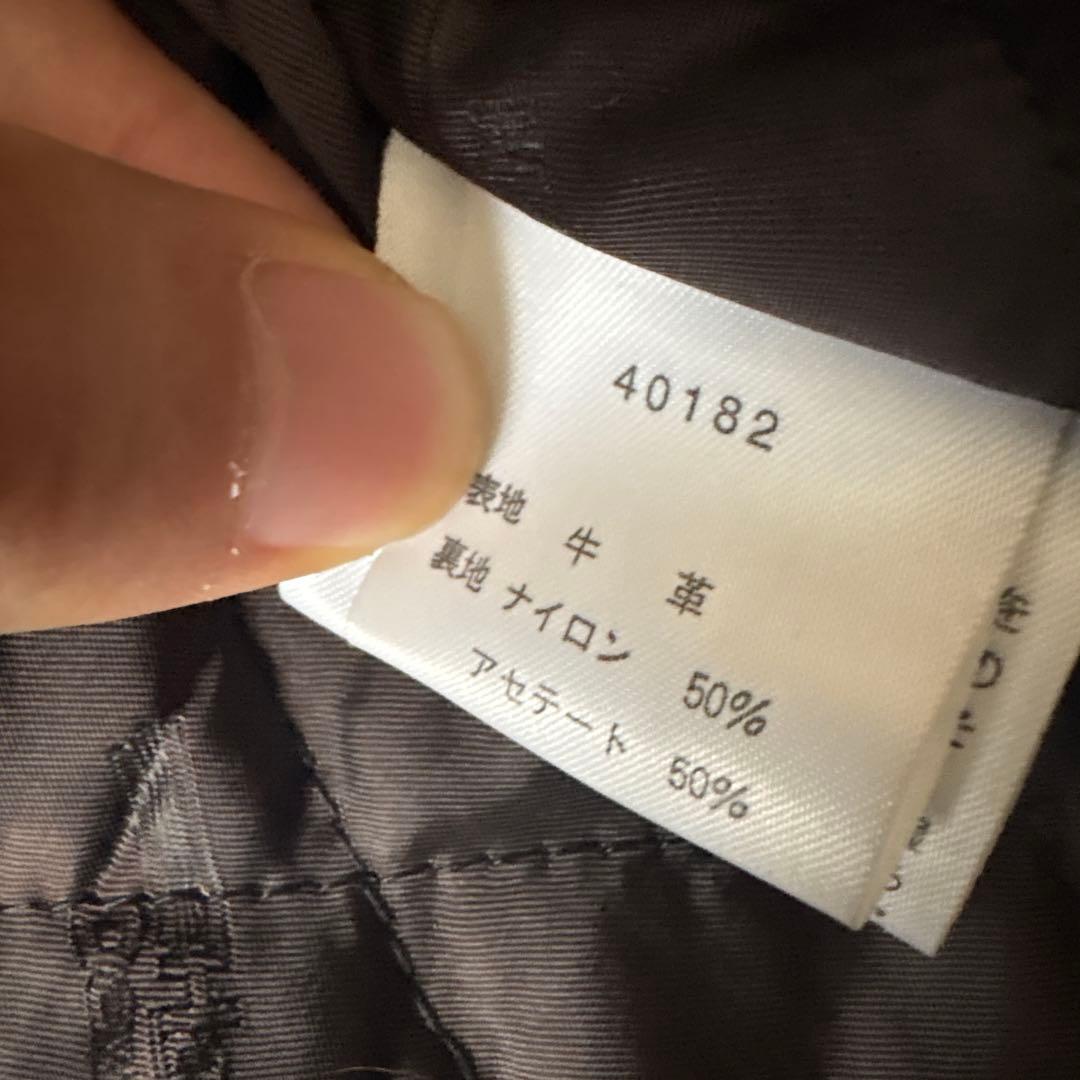 40182
表地 牛 革
裏地 ナイロン 50%
アセテート 50%